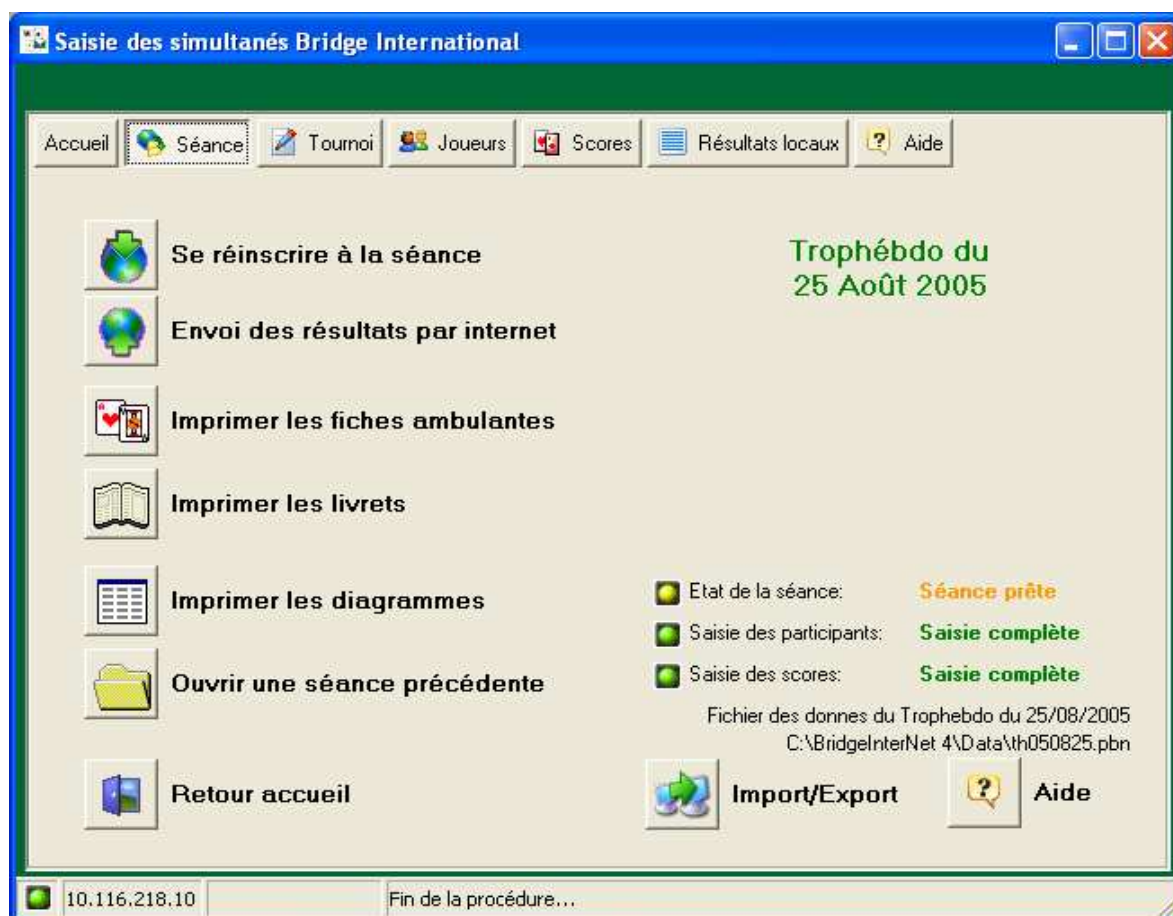 Saisie des simultanés Bridge International
Accueil Séance Tournoi Joueurs Scores Résultats locaux Aide
Se réinscrire à la séance
Trophébdo du
25 Août 2005
Envoi des résultats par internet
Imprimer les fiches ambulantes
Imprimer les livrets
Imprimer les diagrammes
Etat de la séance: Séance prête
Saisie des participants: Saisie complète
Saisie des scores: Saisie complète
Ouvrir une séance précédente
Fichier des donnes du Trophebdo du 25/08/2005
C:\BridgeInterNet 4\Data\th050825.pbn
Retour accueil
Import/Export
Aide
10.116.218.10 Fin de la procédure...